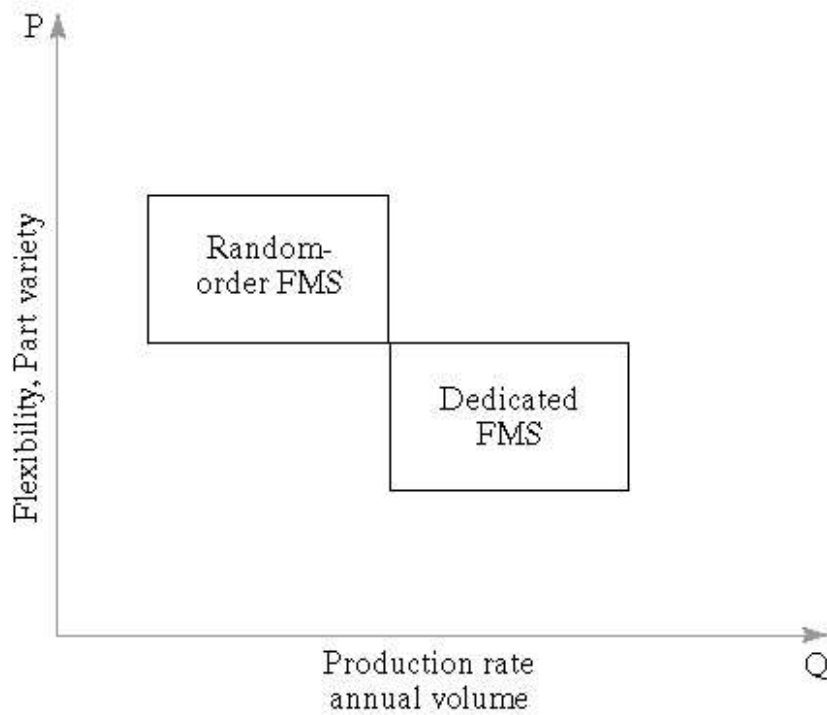 P
Flexibility, Part variety
Random-
order FMS
Dedicated
FMS
Production rate
annual volume
Q